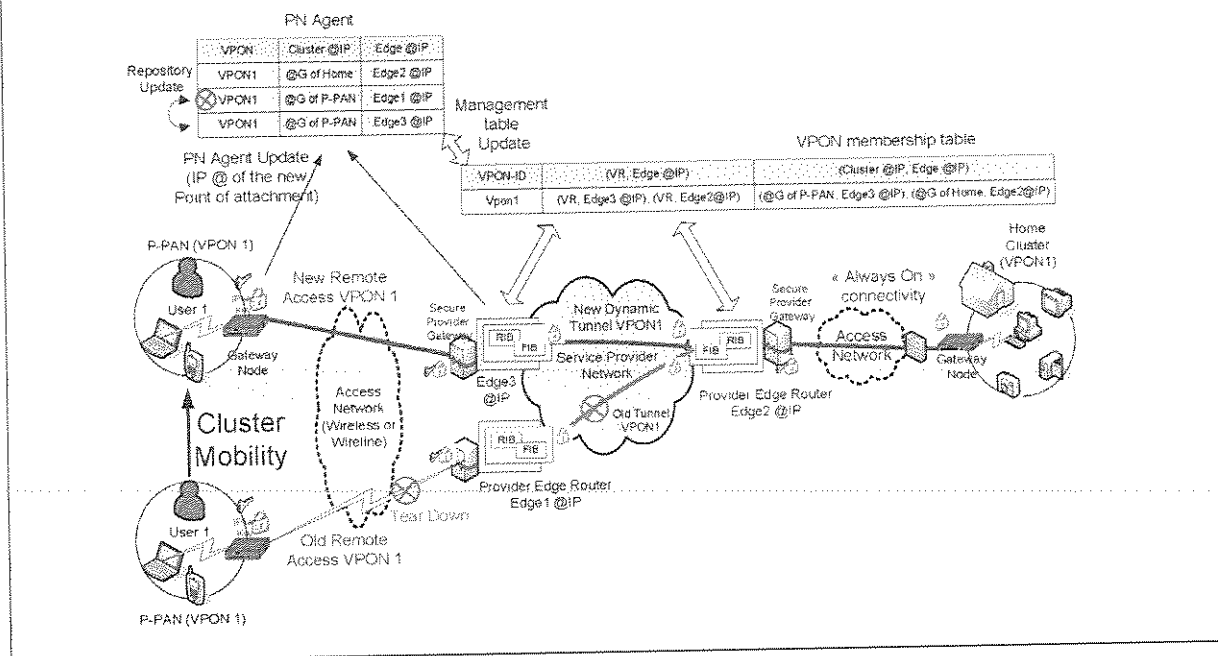 PN Agent
VPON Cluster @IP Edge @IP
VPON1 @G of Home Edge2 @IP
VPON1 @G of P-PAN Edge1 @IP
VPON1 @G of P-PAN Edge3 @IP
Repository
Update
Management
table
Update
VPON membership table
VPON-ID (VR, Edge @IP) (Cluster @IP, Edge @IP)
Vpon1 (VR, Edge3 @IP), (VR, Edge2@IP) (@G of P-PAN, Edge3 @IP), (@G of Home, Edge2@IP)
PN Agent Update
(IP @ of the new
Point of attachment)
P-PAN (VPON 1)
User 1
Gateway
Node
New Remote
Access VPON 1
Secure
Provider
Gateway
RIB
FIB
Edge3
@IP
New Dynamic
Tunnel VPON1
Service Provider
Network
Old Tunnel
VPON1
FIB
RIB
Secure
Provider
Gateway
Provider Edge Router
Edge2 @IP
« Always On »
connectivity
Access
Network
Gateway
Node
Home
Cluster
(VPON1)
Cluster
Mobility
Access
Network
(Wireless or
Wireline)
RIB
FIB
Provider Edge Router
Edge1 @IP
Tear Down
User 1
Old Remote
Access VPON 1
P-PAN (VPON 1)